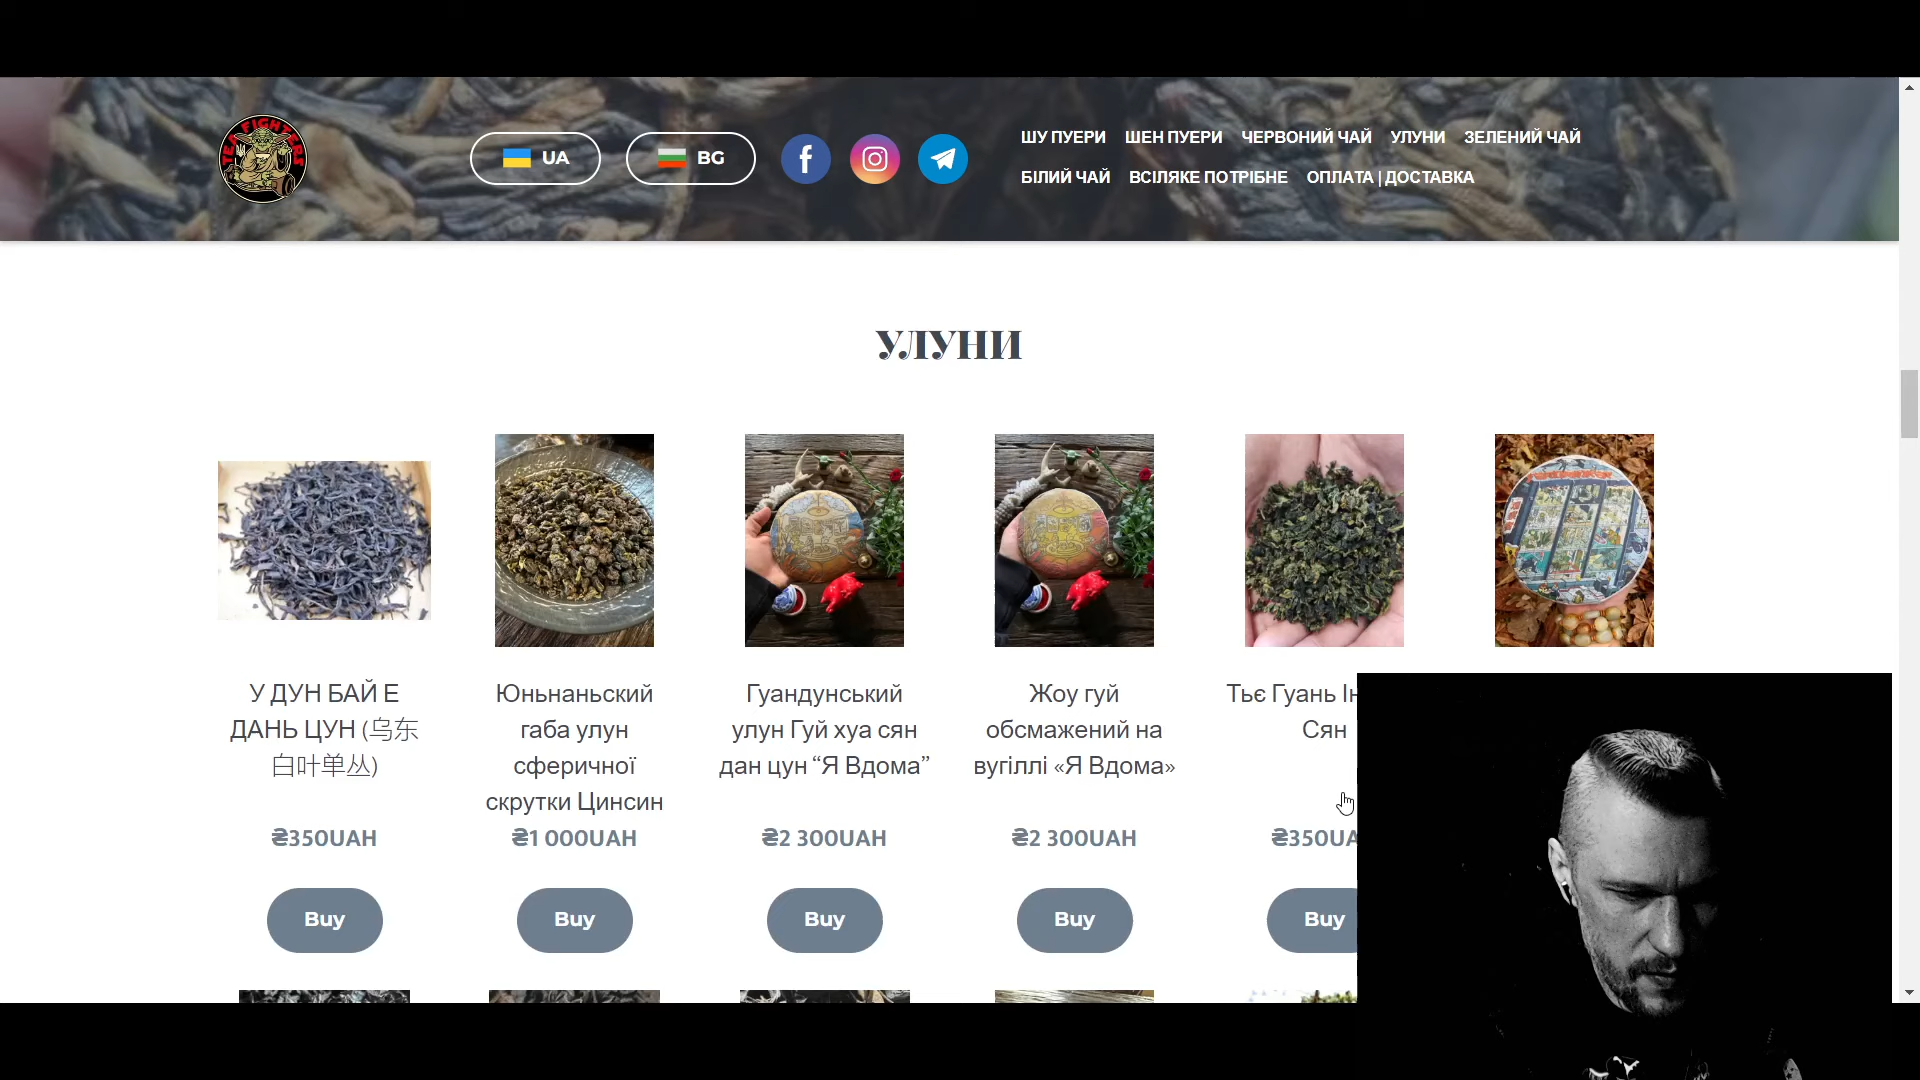 TEA FIGHTERS
UA
BG
ШУ ПУЕРИ ШЕН ПУЕРИ ЧЕРВОНИЙ ЧАЙ УЛУНИ ЗЕЛЕНИЙ ЧАЙ
БІЛИЙ ЧАЙ ВСІЛЯКЕ ПОТРІБНЕ ОПЛАТА | ДОСТАВКА
УЛУНИ
У ДУН БАЙ Е
ДАНЬ ЦУН (乌东
白叶单丛)
₴350UAH
Buy
Юньнаньский
габа улун
сферичної
скрутки Цинсин
₴1 000UAH
Buy
Гуандунський
улун Гуй хуа сян
дан цун “Я Вдома”
₴2 300UAH
Buy
Жоу гуй
обсмажений на
вугіллі «Я Вдома»
₴2 300UAH
Buy
Тьє Гуань
Сян
₴350UA
Buy